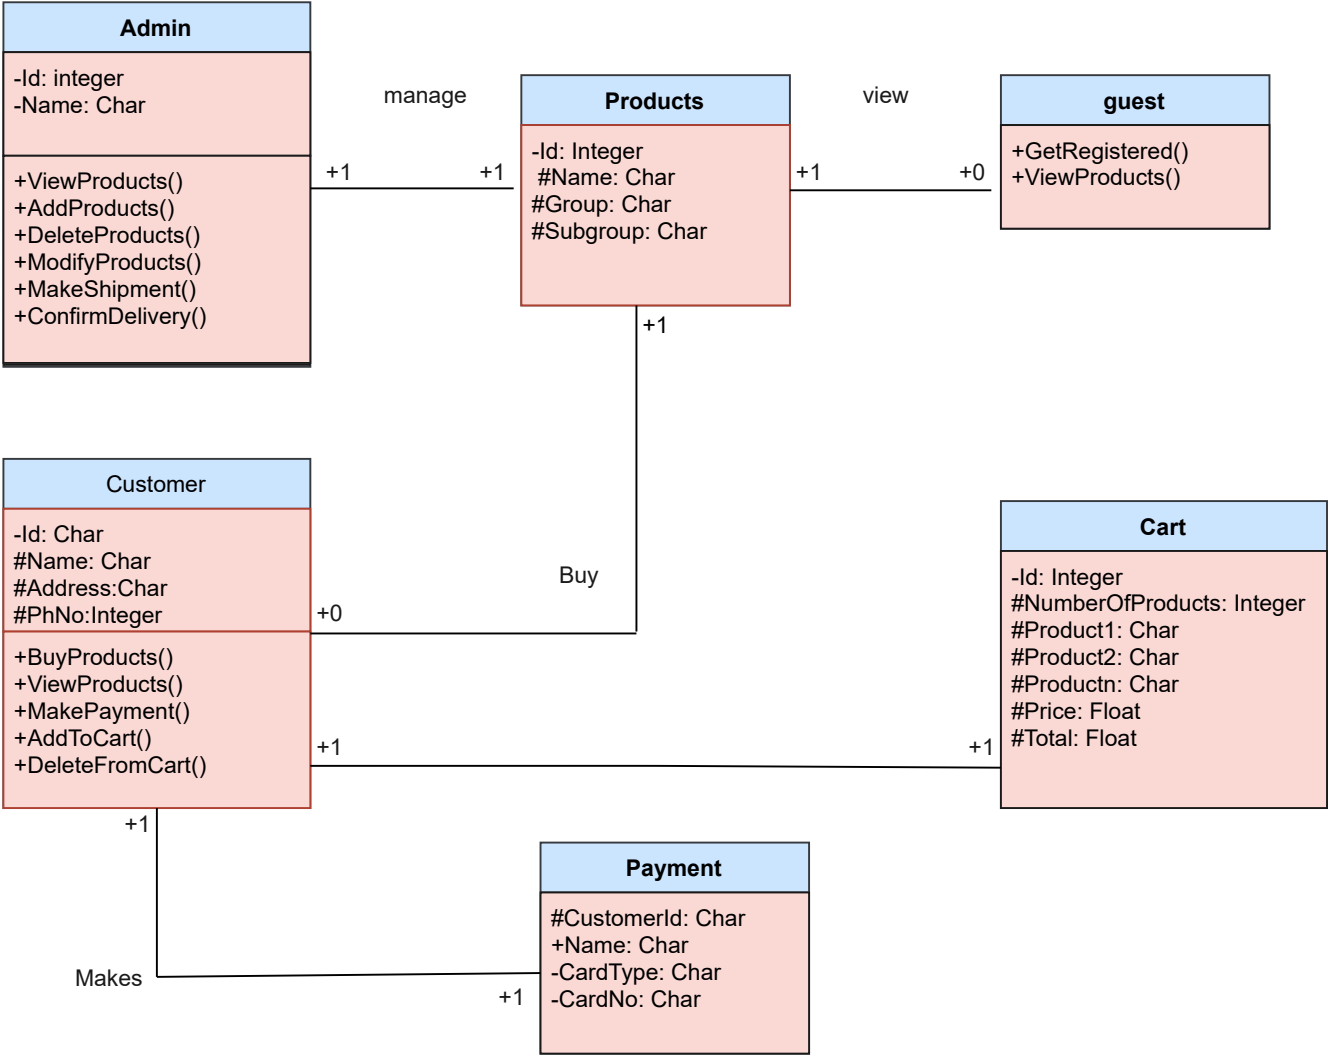 Admin
-Id: integer
-Name: Char
+ViewProducts()
+AddProducts()
+DeleteProducts()
+ModifyProducts()
+MakeShipment()
+ConfirmDelivery()
manage
+1
+1
Products
-Id: Integer
#Name: Char
#Group: Char
#Subgroup: Char
view
+1
+0
guest
+GetRegistered()
+ViewProducts()
+1
Buy
+0
Customer
-Id: Char
#Name: Char
#Address:Char
#PhNo:Integer
+BuyProducts()
+ViewProducts()
+MakePayment()
+AddToCart()
+DeleteFromCart()
+1
+1
Cart
-Id: Integer
#NumberOfProducts: Integer
#Product1: Char
#Product2: Char
#Productn: Char
#Price: Float
#Total: Float
+1
Makes
+1
Payment
#CustomerId: Char
+Name: Char
-CardType: Char
-CardNo: Char